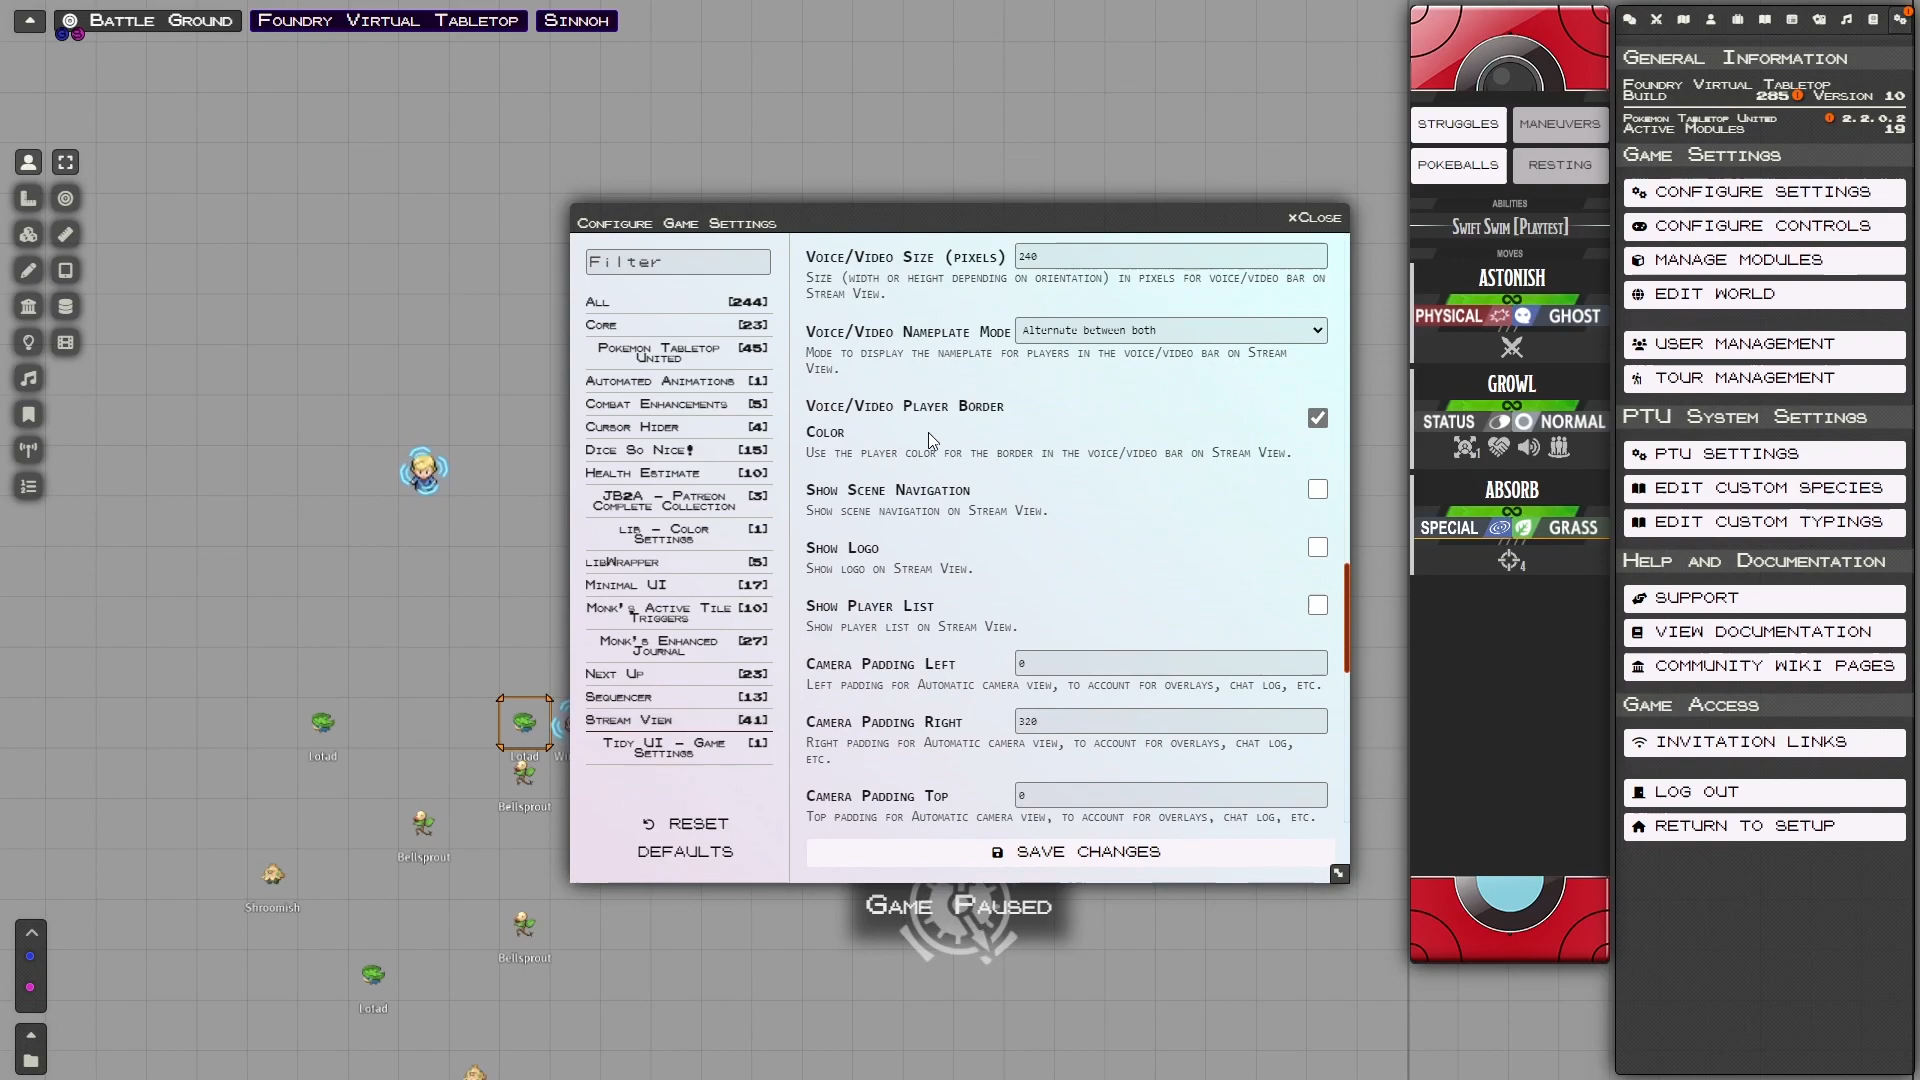 Battle Ground
Foundry Virtual Tabletop
Sinnoh
G
S
Configure Game Settings
×Close
Filter
All [244]
Core [23]
Pokemon Tabletop United [45]
Automated Animations [1]
Combat Enhancements [5]
Cursor Hider [4]
Dice So Nice! [15]
Health Estimate [10]
JB2A - Patreon Complete Collection [3]
lib - Color Settings [1]
libWrapper [5]
Minimal UI [17]
Monk's Active Tile Triggers [10]
Monk's Enhanced Journal [27]
Next Up [23]
Sequencer [13]
Stream View [41]
Tidy UI - Game Settings [1]
Reset Defaults
Voice/Video Size (pixels)
240
Size (width or height depending on orientation) in pixels for voice/video bar on
Stream View.
Voice/Video Nameplate Mode
Alternate between both
Mode to display the nameplate for players in the voice/video bar on Stream
View.
Voice/Video Player Border
Color
Use the player color for the border in the voice/video bar on Stream View.
Show Scene Navigation
Show scene navigation on Stream View.
Show Logo
Show logo on Stream View.
Show Player List
Show player list on Stream View.
Camera Padding Left
0
Left padding for Automatic camera view, to account for overlays, chat log, etc.
Camera Padding Right
320
Right padding for Automatic camera view, to account for overlays, chat log,
etc.
Camera Padding Top
0
Top padding for Automatic camera view, to account for overlays, chat log, etc.
Save Changes
Game Paused
Lotad
Lotad
Bellsprout
Bellsprout
Shroomish
Bellsprout
Lotad
STRUGGLES
MANEUVERS
POKEBALLS
RESTING
ABILITIES
Swift Swim [Playtest]
MOVES
ASTONISH
∞
PHYSICAL
GHOST
GROWL
∞
STATUS
NORMAL
1
ABSORB
∞
SPECIAL
GRASS
4
General Information
Foundry Virtual Tabletop
Build 285 Version 10
Pokemon Tabletop United 2.2.0.2
Active Modules 19
Game Settings
Configure Settings
Configure Controls
Manage Modules
Edit World
User Management
Tour Management
PTU System Settings
PTU Settings
Edit Custom Species
Edit Custom Typings
Help and Documentation
Support
View Documentation
Community Wiki Pages
Game Access
Invitation Links
Log Out
Return to Setup